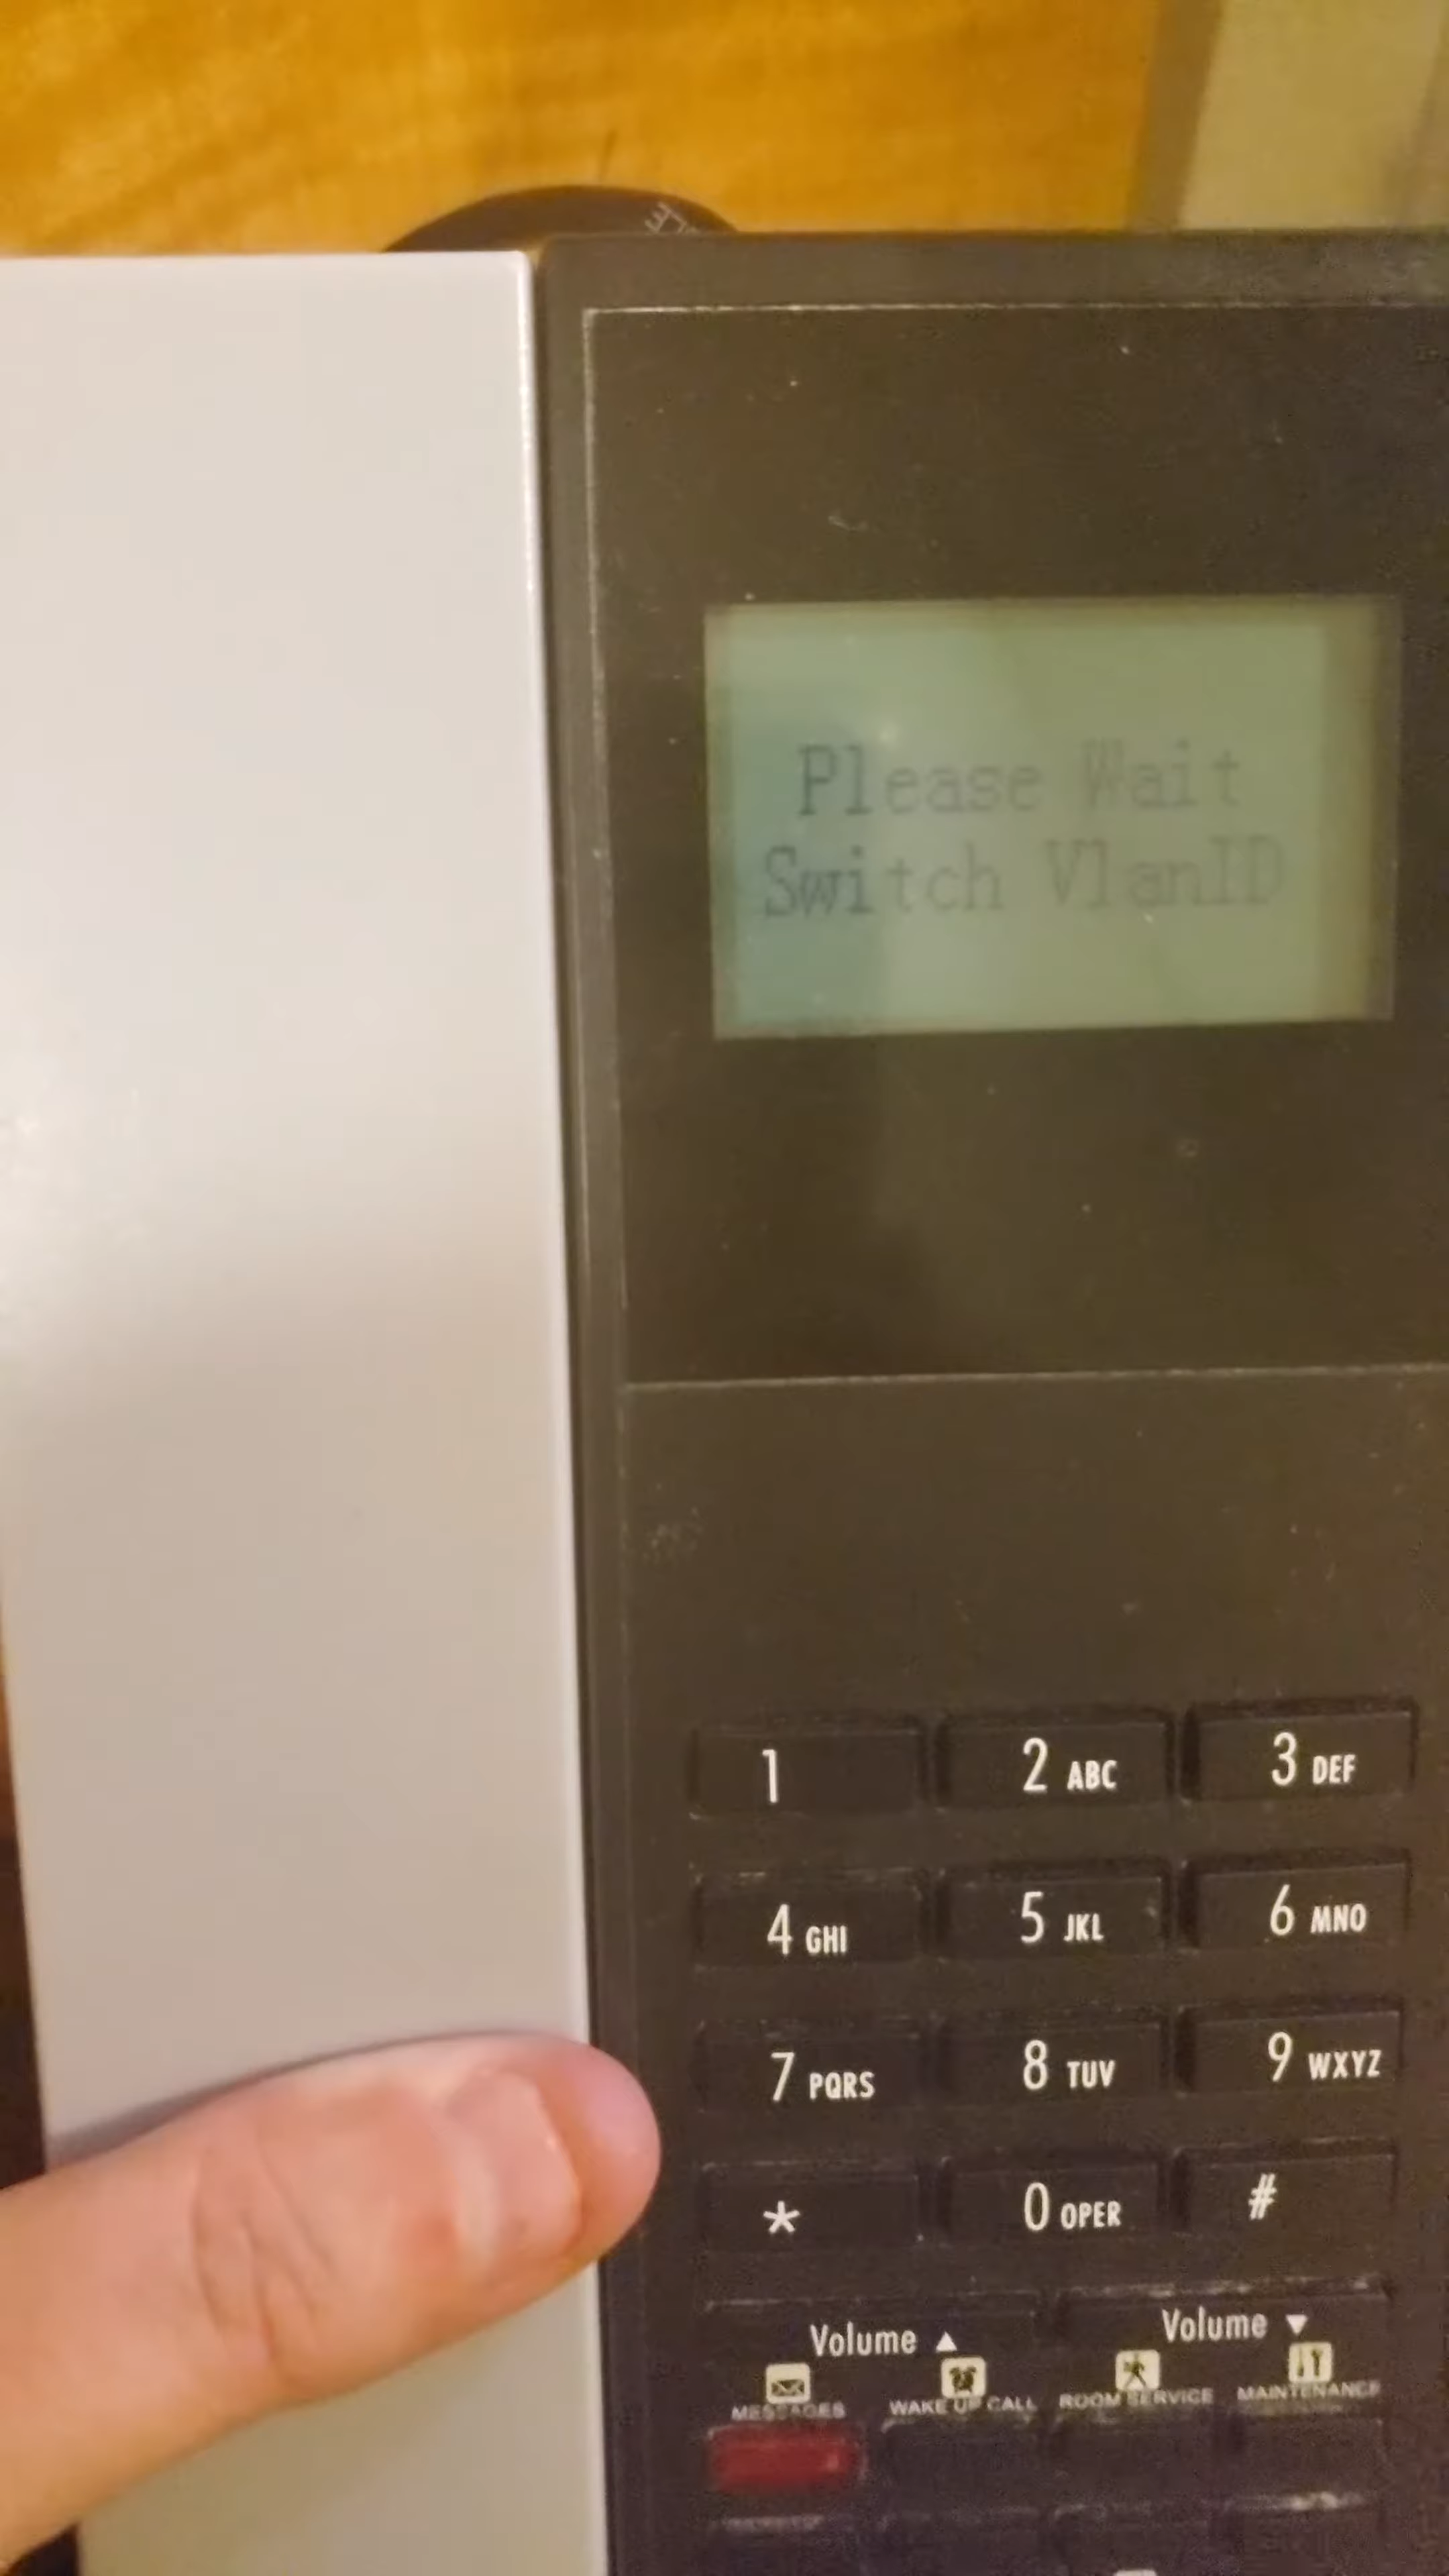 Please Wait
Switch VlanID
1
2 ABC
3 DEF
4 GHI
5 JKL
6 MNO
7 PQRS
8 TUV
9 WXYZ
*
0 OPER
#
Volume ▲
Volume ▼
MESSAGES
WAKE UP CALL
ROOM SERVICE
MAINTENANCE